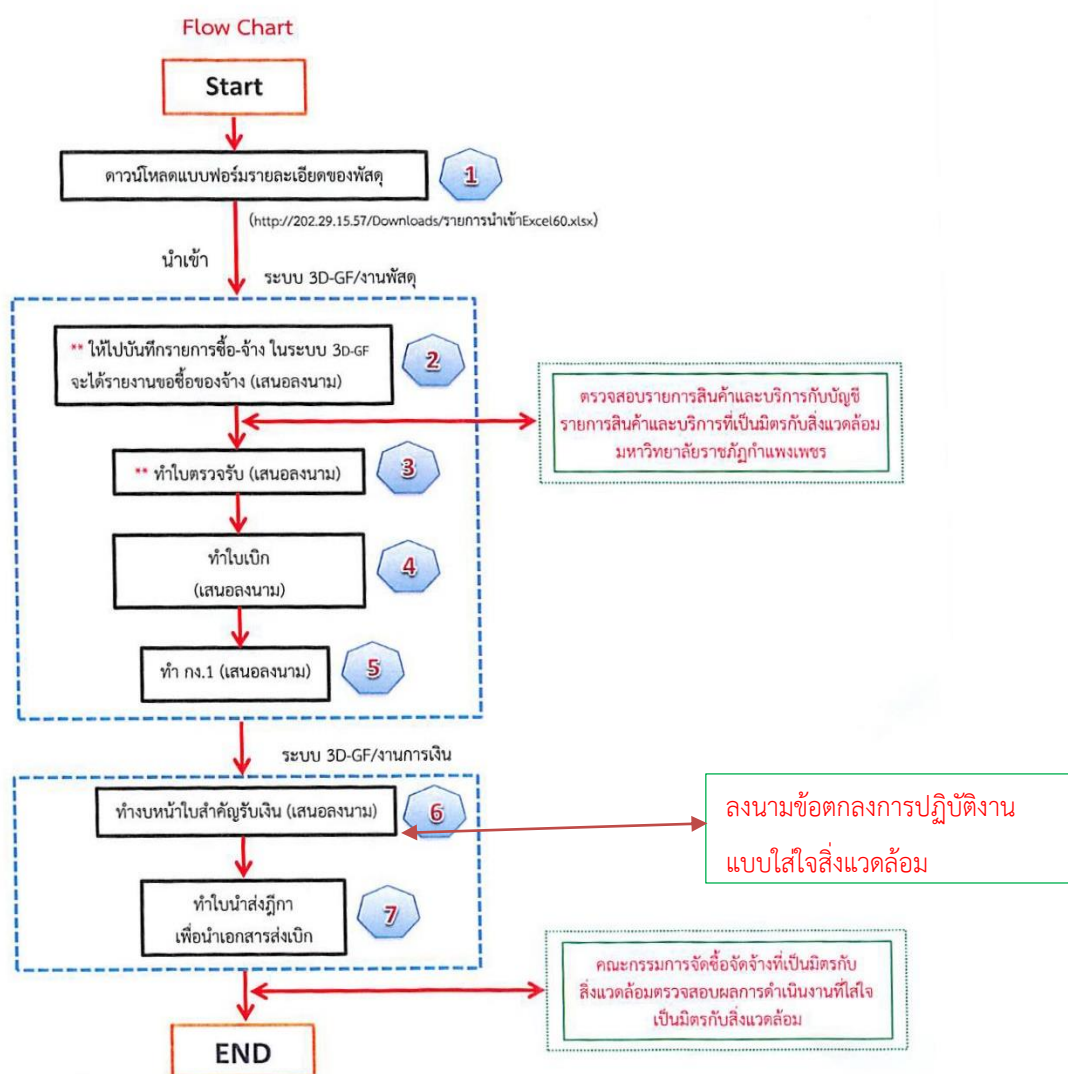 Flow Chart
Start
ดาวน์โหลดแบบฟอร์มรายละเอียดของพัสดุ
1
(http://202.29.15.57/Downloads/รายการนำเข้าExcel60.xlsx)
นำเข้า
ระบบ 3D-GF/งานพัสดุ
** ให้ไปบันทึกรายการซื้อ-จ้าง ในระบบ 3D-GF
จะได้รายงานขอซื้อของจ้าง (เสนอลงนาม)
2
ตรวจสอบรายการสินค้าและบริการกับบัญชี
รายการสินค้าและบริการที่เป็นมิตรกับสิ่งแวดล้อม
มหาวิทยาลัยราชภัฏกำแพงเพชร
** ทำใบตรวจรับ (เสนอลงนาม)
3
ทำใบเบิก
(เสนอลงนาม)
4
ทำ กง.1 (เสนอลงนาม)
5
ระบบ 3D-GF/งานการเงิน
ทำงบหน้าใบสำคัญรับเงิน (เสนอลงนาม)
6
ลงนามข้อตกลงการปฏิบัติงาน
แบบใส่ใจสิ่งแวดล้อม
ทำใบนำส่งฎีกา
เพื่อนำเอกสารส่งเบิก
7
คณะกรรมการจัดซื้อจัดจ้างที่เป็นมิตรกับ
สิ่งแวดล้อมตรวจสอบผลการดำเนินงานที่ใส่ใจ
เป็นมิตรกับสิ่งแวดล้อม
END